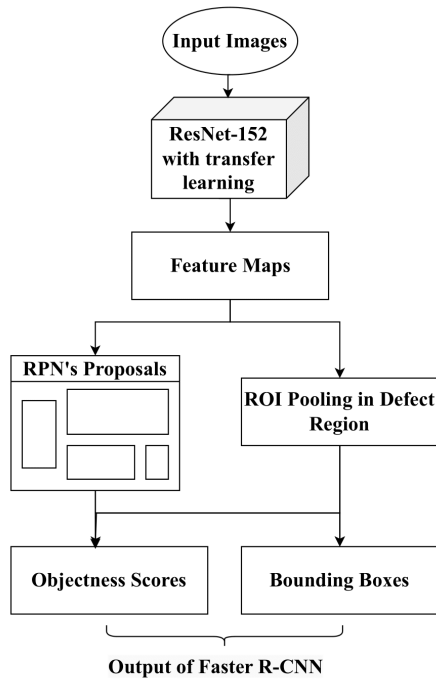 Input Images
ResNet-152
with transfer
learning
Feature Maps
RPN's Proposals
ROI Pooling in Defect
Region
Objectness Scores
Bounding Boxes
Output of Faster R-CNN